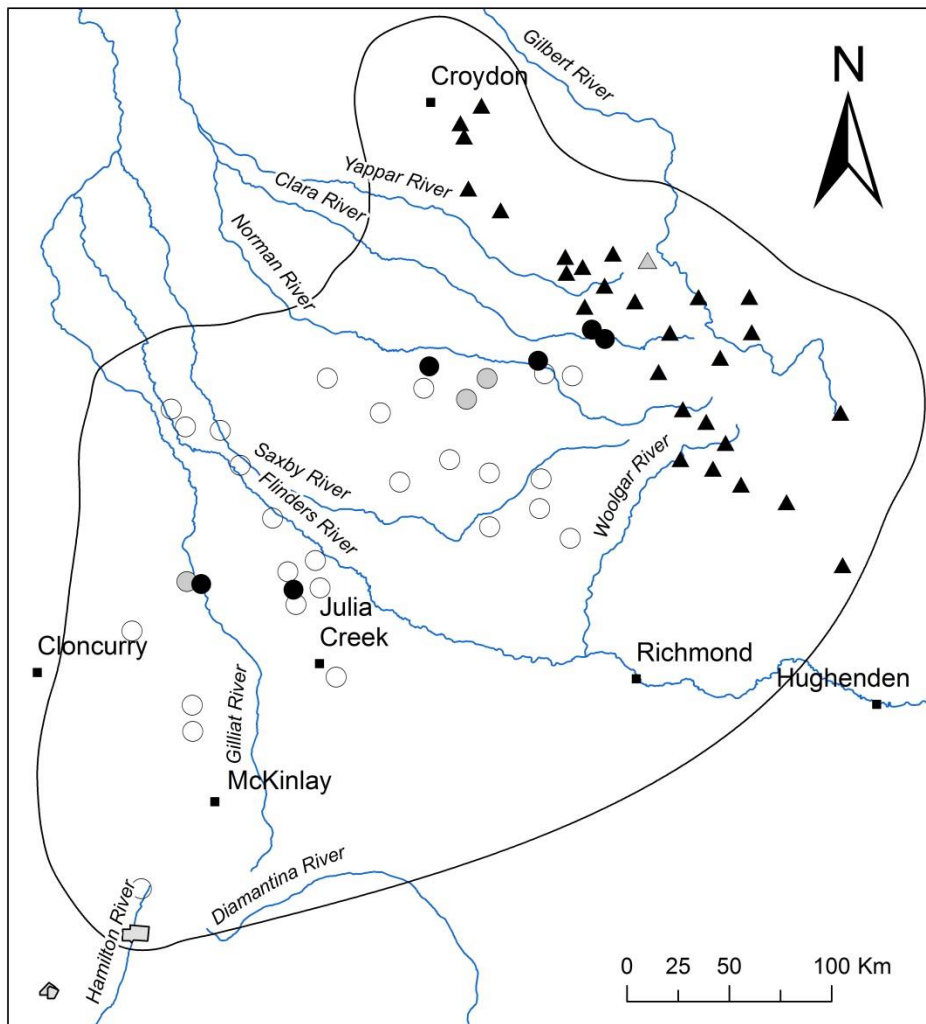 Gilbert River
N
Croydon
Yappar River
Clara River
Norman River
Saxby River
Flinders River
Woolgar River
Julia
Creek
Cloncurry
Richmond
Hughenden
Gilliat River
McKinlay
Diamantina River
Hamilton River
0 25 50 100 Km